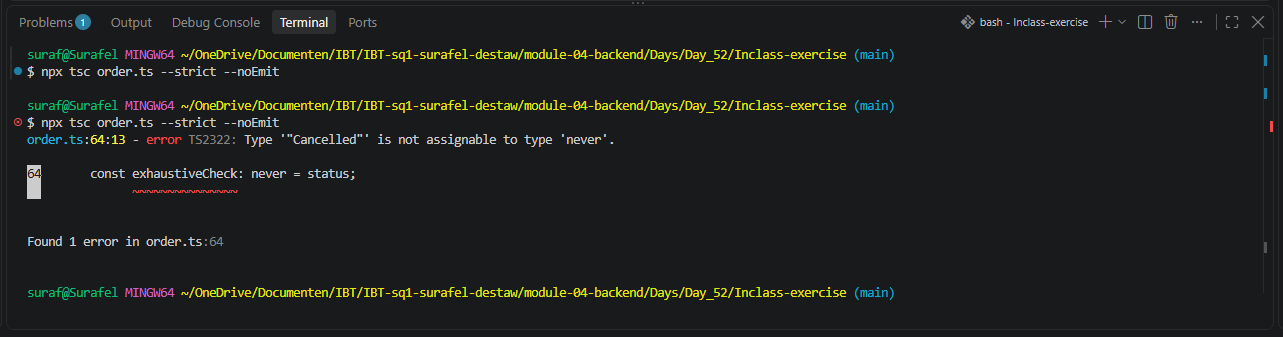 Problems 1 Output Debug Console Terminal Ports bash - Inclass-exercise
suraf@Surafel MINGW64 ~/OneDrive/Documenten/IBT/IBT-sq1-surafel-destaw/module-04-backend/Days/Day_52/Inclass-exercise (main)
$ npx tsc order.ts --strict --noEmit
suraf@Surafel MINGW64 ~/OneDrive/Documenten/IBT/IBT-sq1-surafel-destaw/module-04-backend/Days/Day_52/Inclass-exercise (main)
$ npx tsc order.ts --strict --noEmit
order.ts:64:13 - error TS2322: Type '"Cancelled"' is not assignable to type 'never'.
64 const exhaustiveCheck: never = status;
~~~~~~~~~~~~~~~
Found 1 error in order.ts:64
suraf@Surafel MINGW64 ~/OneDrive/Documenten/IBT/IBT-sq1-surafel-destaw/module-04-backend/Days/Day_52/Inclass-exercise (main)